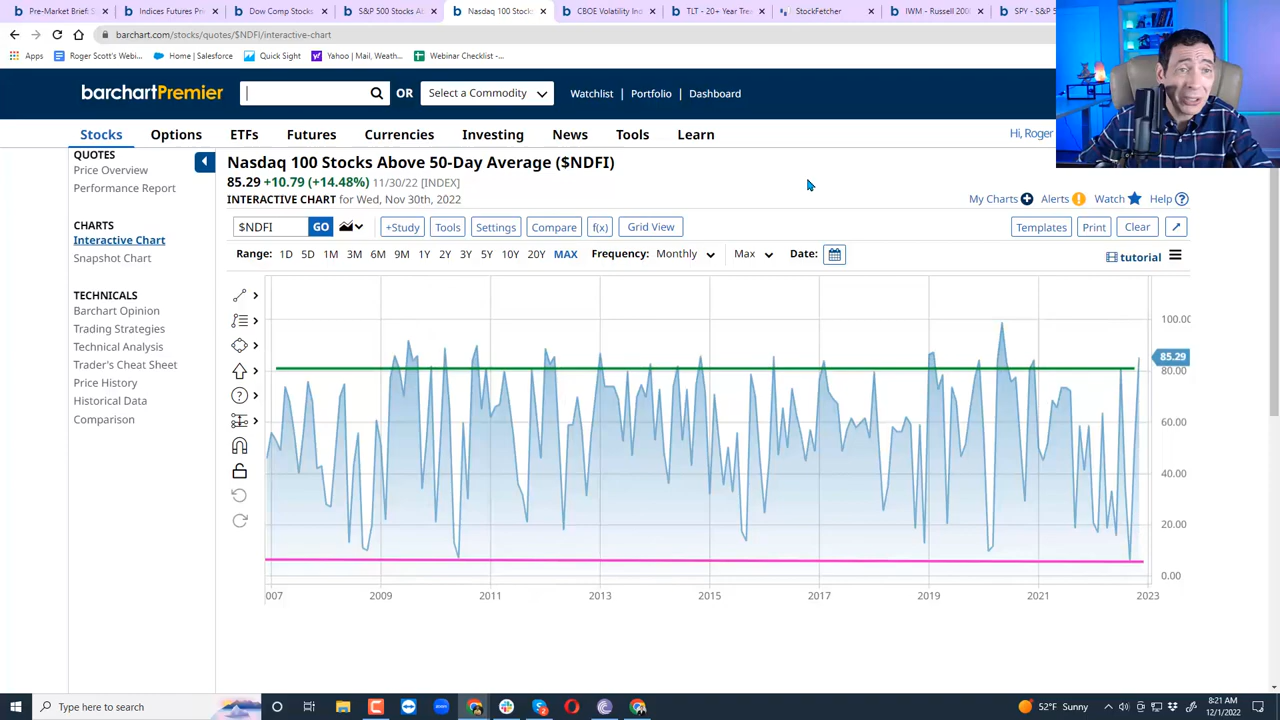 Pre-Market Brief S
Indices Futures Pri
Dow Comp Stocks
S&P 500 Stocks Ab
Nasdaq 100 Stock
CBOE Volatility Ind
TLT - 20+ Year Tre
StockFetcher
IWM - Russell 2000
SPY - S&P 5
barchart.com/stocks/quotes/$NDFI/interactive-chart
Apps
Roger Scott's Webi...
Home | Salesforce
Quick Sight
Yahoo | Mail, Weath...
Webinar Checklist -...
barchartPremier
OR
Select a Commodity
Watchlist | Portfolio | Dashboard
Stocks Options ETFs Futures Currencies Investing News Tools Learn
Hi, Roger
QUOTES
Price Overview
Performance Report
CHARTS
Interactive Chart
Snapshot Chart
TECHNICALS
Barchart Opinion
Trading Strategies
Technical Analysis
Trader's Cheat Sheet
Price History
Historical Data
Comparison
Nasdaq 100 Stocks Above 50-Day Average ($NDFI)
85.29 +10.79 (+14.48%) 11/30/22 [INDEX]
INTERACTIVE CHART for Wed, Nov 30th, 2022
My Charts Alerts Watch Help
$NDFI GO +Study Tools Settings Compare f(x) Grid View
Templates Print Clear
Range: 1D 5D 1M 3M 6M 9M 1Y 2Y 3Y 5Y 10Y 20Y MAX Frequency: Monthly Max Date:
tutorial
100.00
85.29
80.00
60.00
40.00
20.00
0.00
007 2009 2011 2013 2015 2017 2019 2021 2023
Type here to search
52°F Sunny
8:21 AM
12/1/2022